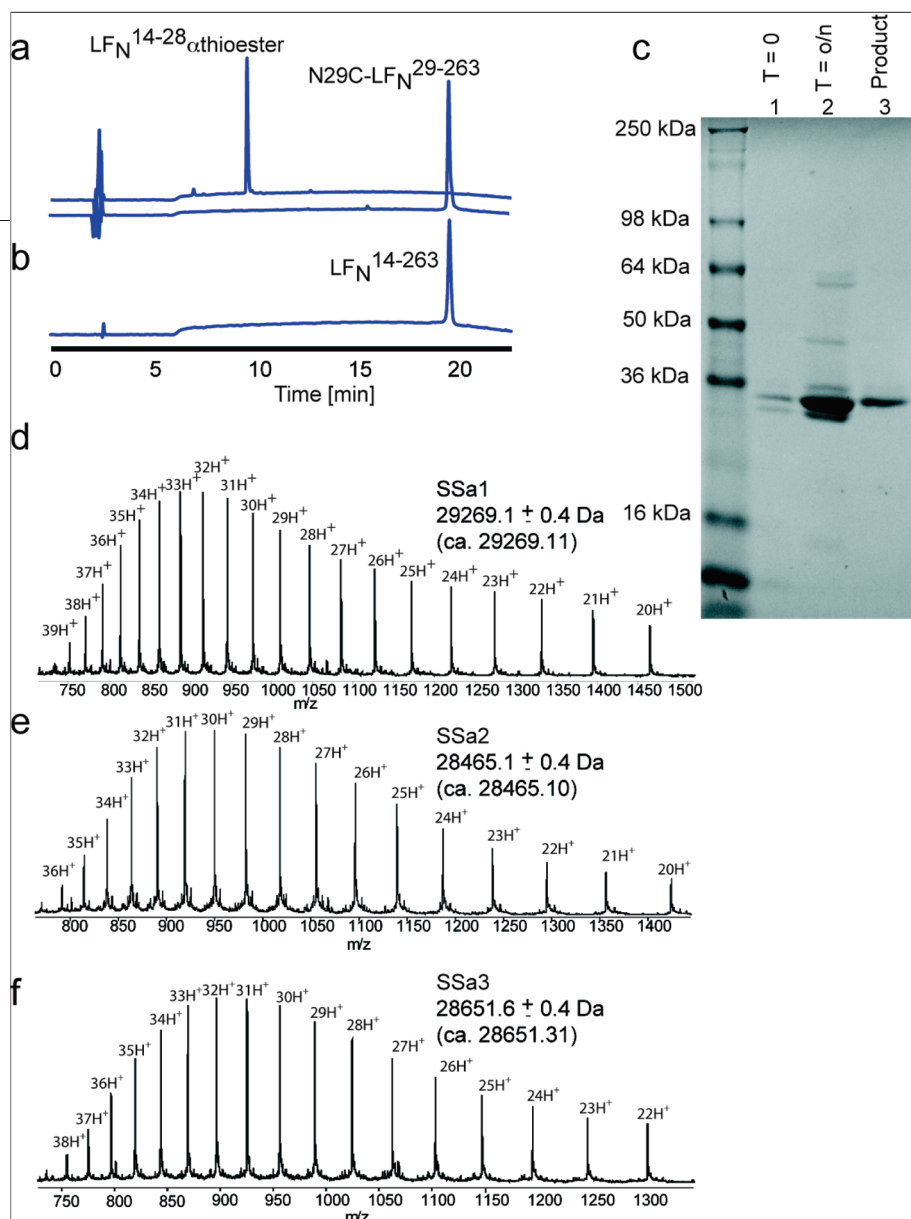 a
LFN14-28αthioester
N29C-LFN29-263
b
LFN14-263
0 5 10 15 20
Time [min]
c
T = 0
T = o/n
Product
1 2 3
250 kDa
98 kDa
64 kDa
50 kDa
36 kDa
16 kDa
d
39H+ 38H+ 37H+ 36H+ 35H+ 34H+ 33H+ 32H+ 31H+ 30H+ 29H+ 28H+ 27H+ 26H+ 25H+ 24H+ 23H+ 22H+ 21H+ 20H+
SSa1
29269.1 ± 0.4 Da
(ca. 29269.11)
750 800 850 900 950 1000 1050 1100 1150 1200 1250 1300 1350 1400 1450 1500
m/z
e
36H+ 35H+ 34H+ 33H+ 32H+ 31H+ 30H+ 29H+ 28H+ 27H+ 26H+ 25H+ 24H+ 23H+ 22H+ 21H+ 20H+
SSa2
28465.1 ± 0.4 Da
(ca. 28465.10)
800 850 900 950 1000 1050 1100 1150 1200 1250 1300 1350 1400
m/z
f
38H+ 37H+ 36H+ 35H+ 34H+ 33H+ 32H+ 31H+ 30H+ 29H+ 28H+ 27H+ 26H+ 25H+ 24H+ 23H+ 22H+
SSa3
28651.6 ± 0.4 Da
(ca. 28651.31)
750 800 850 900 950 1000 1050 1100 1150 1200 1250 1300
m/z